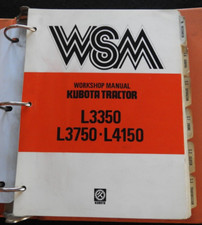 WSM
WORKSHOP MANUAL
KUBOTA TRACTOR
L3350
L3750·L4150